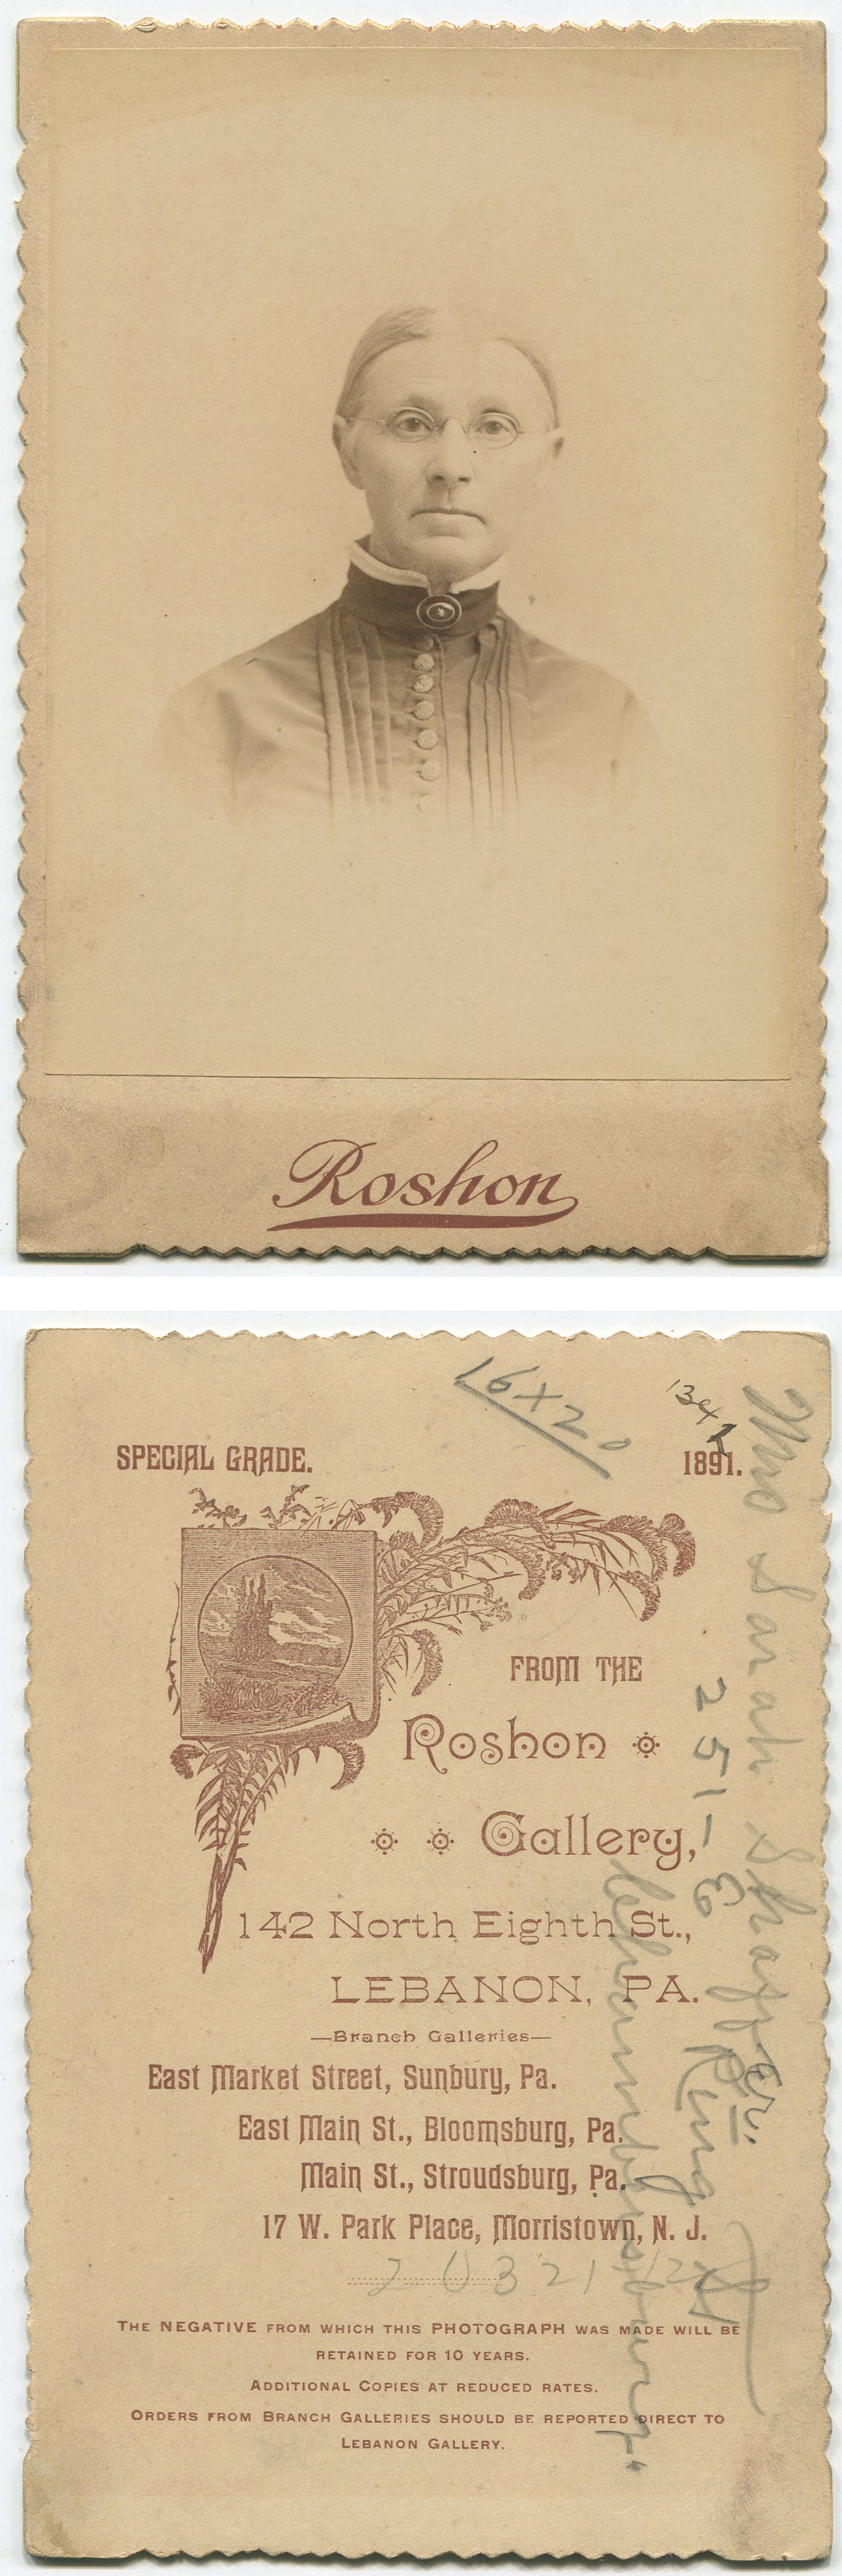 Roshon
16x20
134
SPECIAL GRADE.
1891.
FROM THE
Roshon
Gallery,
142 North Eighth St.,
LEBANON, PA.
—Branch Galleries—
East Market Street, Sunbury, Pa.
East Main St., Bloomsburg, Pa.
Main St., Stroudsburg, Pa.
17 W. Park Place, Morristown, N. J.
20321
THE NEGATIVE FROM WHICH THIS PHOTOGRAPH WAS MADE WILL BE
RETAINED FOR 10 YEARS.
ADDITIONAL COPIES AT REDUCED RATES.
ORDERS FROM BRANCH GALLERIES SHOULD BE REPORTED DIRECT TO
LEBANON GALLERY.
Sarah Shaffer.
251-E King St
Chambersburg.